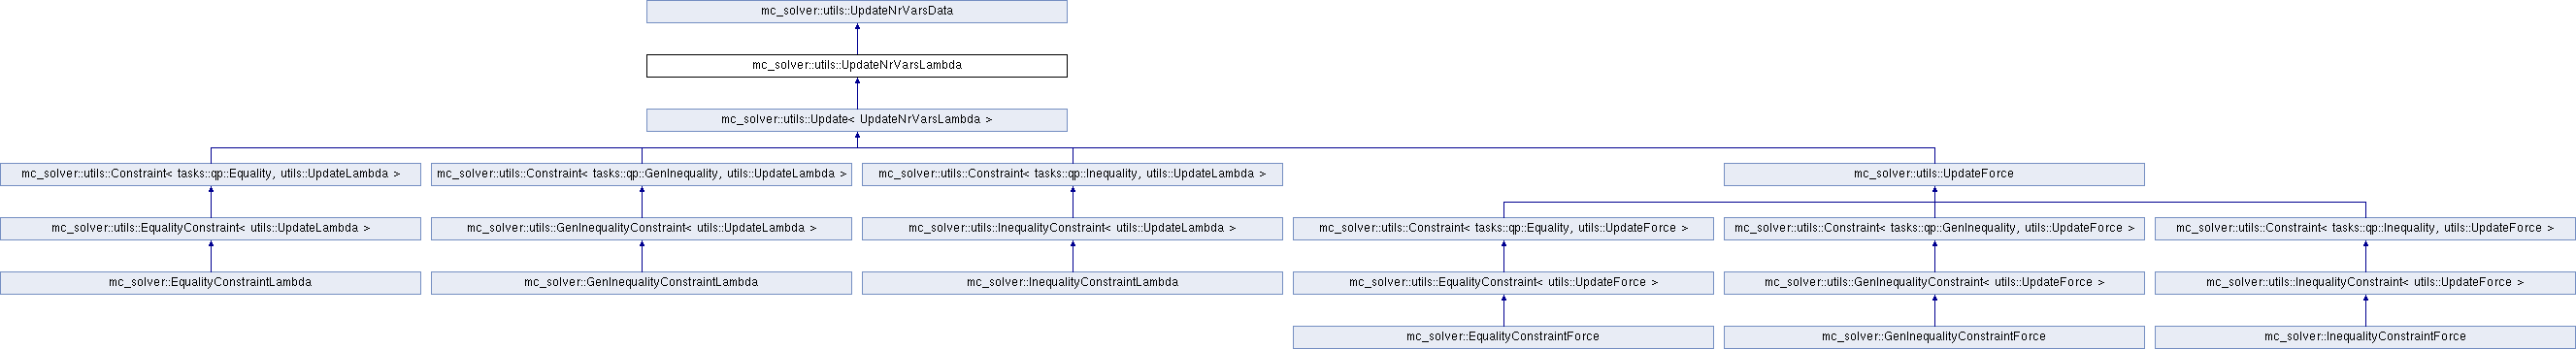 mc_solver::utils::UpdateNrVarsData
mc_solver::utils::UpdateNrVarsLambda
mc_solver::utils::Update< UpdateNrVarsLambda >
mc_solver::utils::Constraint< tasks::qp::Equality, utils::UpdateLambda >
mc_solver::utils::Constraint< tasks::qp::GenInequality, utils::UpdateLambda >
mc_solver::utils::Constraint< tasks::qp::Inequality, utils::UpdateLambda >
mc_solver::utils::UpdateForce
mc_solver::utils::EqualityConstraint< utils::UpdateLambda >
mc_solver::utils::GenInequalityConstraint< utils::UpdateLambda >
mc_solver::utils::InequalityConstraint< utils::UpdateLambda >
mc_solver::utils::Constraint< tasks::qp::Equality, utils::UpdateForce >
mc_solver::utils::Constraint< tasks::qp::GenInequality, utils::UpdateForce >
mc_solver::utils::Constraint< tasks::qp::Inequality, utils::UpdateForce >
mc_solver::EqualityConstraintLambda
mc_solver::GenInequalityConstraintLambda
mc_solver::InequalityConstraintLambda
mc_solver::utils::EqualityConstraint< utils::UpdateForce >
mc_solver::utils::GenInequalityConstraint< utils::UpdateForce >
mc_solver::utils::InequalityConstraint< utils::UpdateForce >
mc_solver::EqualityConstraintForce
mc_solver::GenInequalityConstraintForce
mc_solver::InequalityConstraintForce